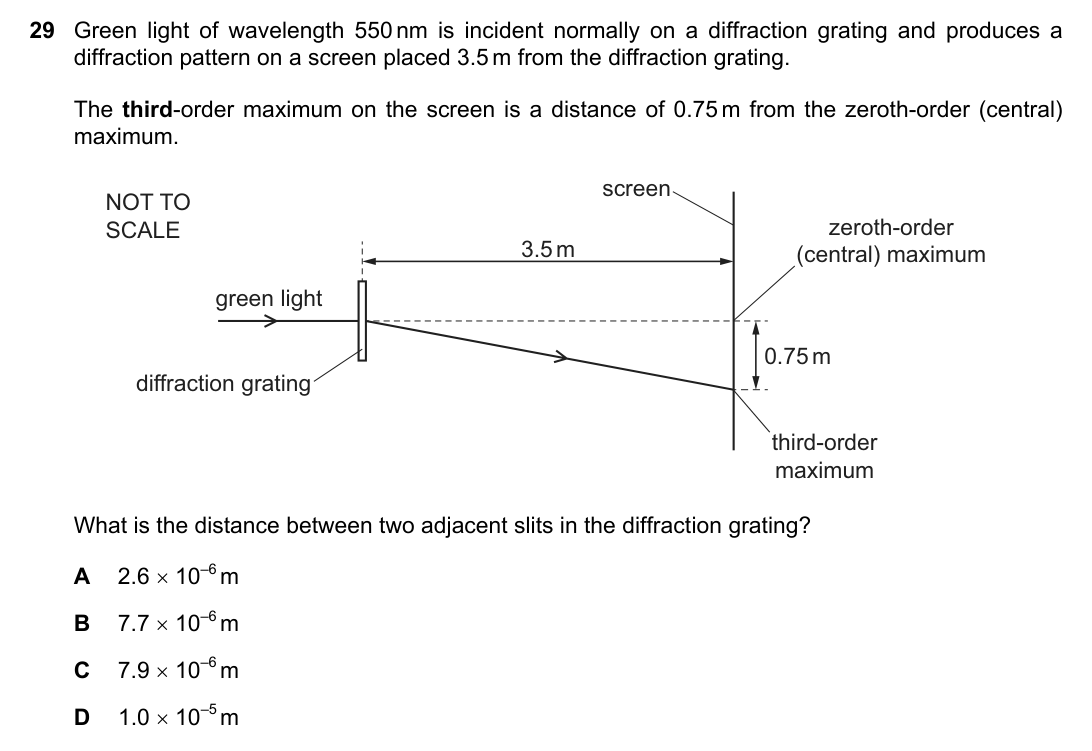 29 Green light of wavelength 550 nm is incident normally on a diffraction grating and produces a
diffraction pattern on a screen placed 3.5 m from the diffraction grating.
The third-order maximum on the screen is a distance of 0.75 m from the zeroth-order (central)
maximum.
NOT TO
SCALE
screen
zeroth-order
(central) maximum
3.5 m
green light
0.75 m
diffraction grating
third-order
maximum
What is the distance between two adjacent slits in the diffraction grating?
A 2.6 × 10⁻⁶ m
B 7.7 × 10⁻⁶ m
C 7.9 × 10⁻⁶ m
D 1.0 × 10⁻⁵ m